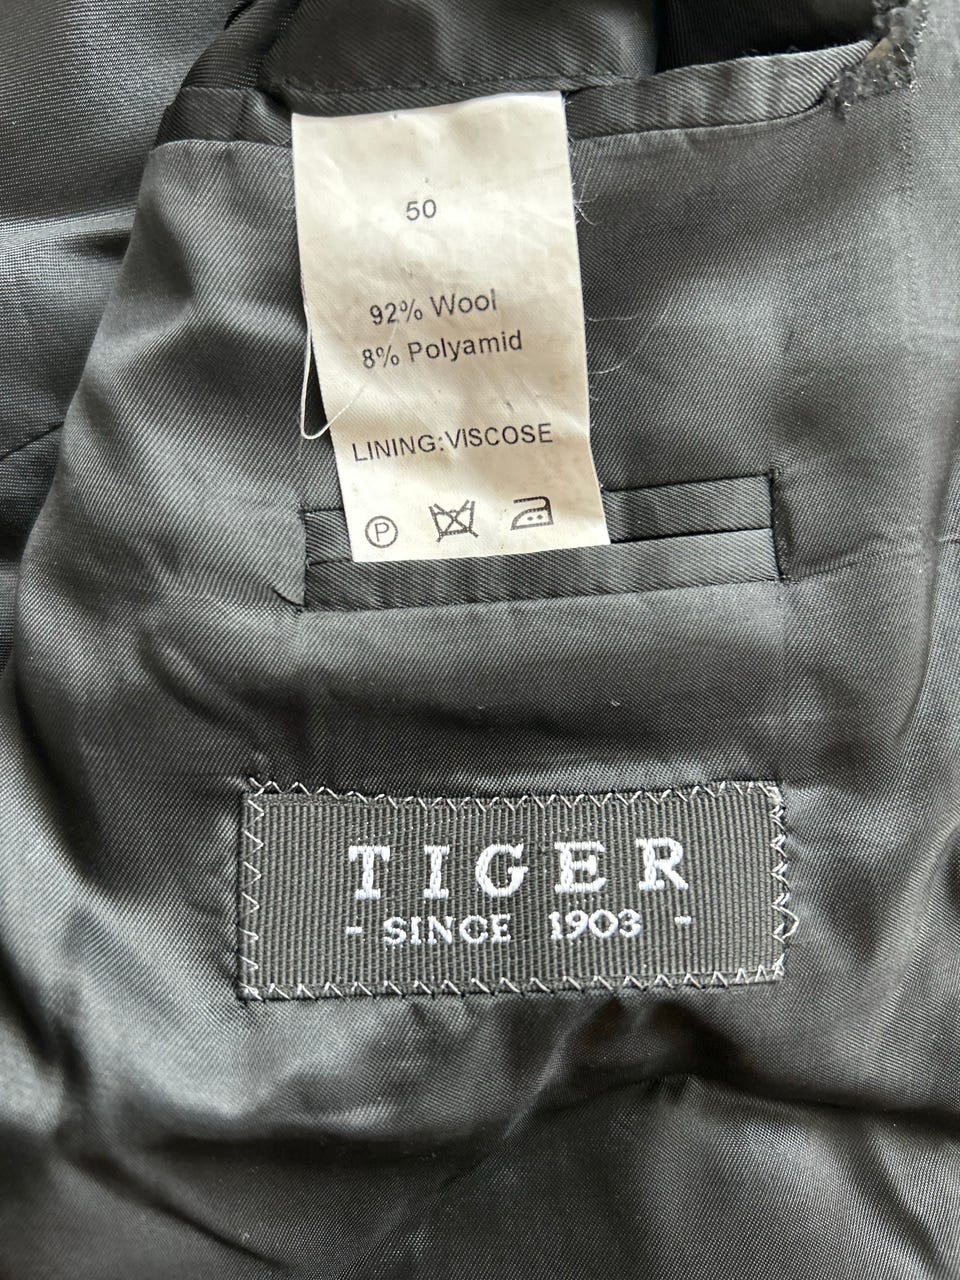 50
92% Wool
8% Polyamid
LINING:VISCOSE
P
TIGER
- SINCE 1903 -